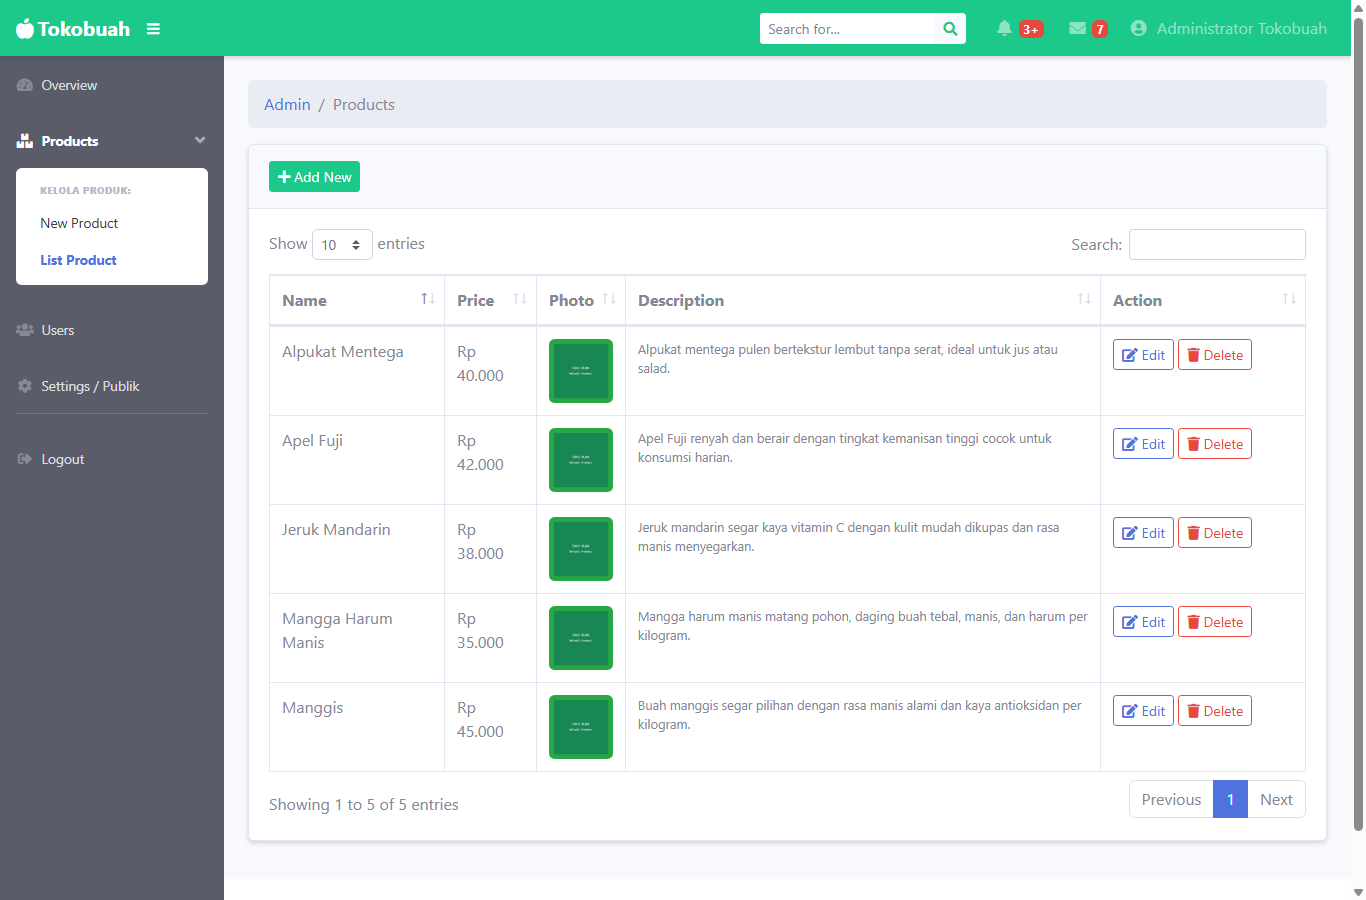 Tokobuah
Search for...
3+
7
Administrator Tokobuah
Overview
Products
KELOLA PRODUK:
New Product
List Product
Users
Settings / Publik
Logout
Admin / Products
Add New
Show 10 entries
Search:
Name Price Photo Description Action
Alpukat Mentega
Rp
40.000
Alpukat mentega pulen bertekstur lembut tanpa serat, ideal untuk jus atau
salad.
Edit Delete
Apel Fuji
Rp
42.000
Apel Fuji renyah dan berair dengan tingkat kemanisan tinggi cocok untuk
konsumsi harian.
Edit Delete
Jeruk Mandarin
Rp
38.000
Jeruk mandarin segar kaya vitamin C dengan kulit mudah dikupas dan rasa
manis menyegarkan.
Edit Delete
Mangga Harum
Manis
Rp
35.000
Mangga harum manis matang pohon, daging buah tebal, manis, dan harum per
kilogram.
Edit Delete
Manggis
Rp
45.000
Buah manggis segar pilihan dengan rasa manis alami dan kaya antioksidan per
kilogram.
Edit Delete
Showing 1 to 5 of 5 entries
Previous 1 Next